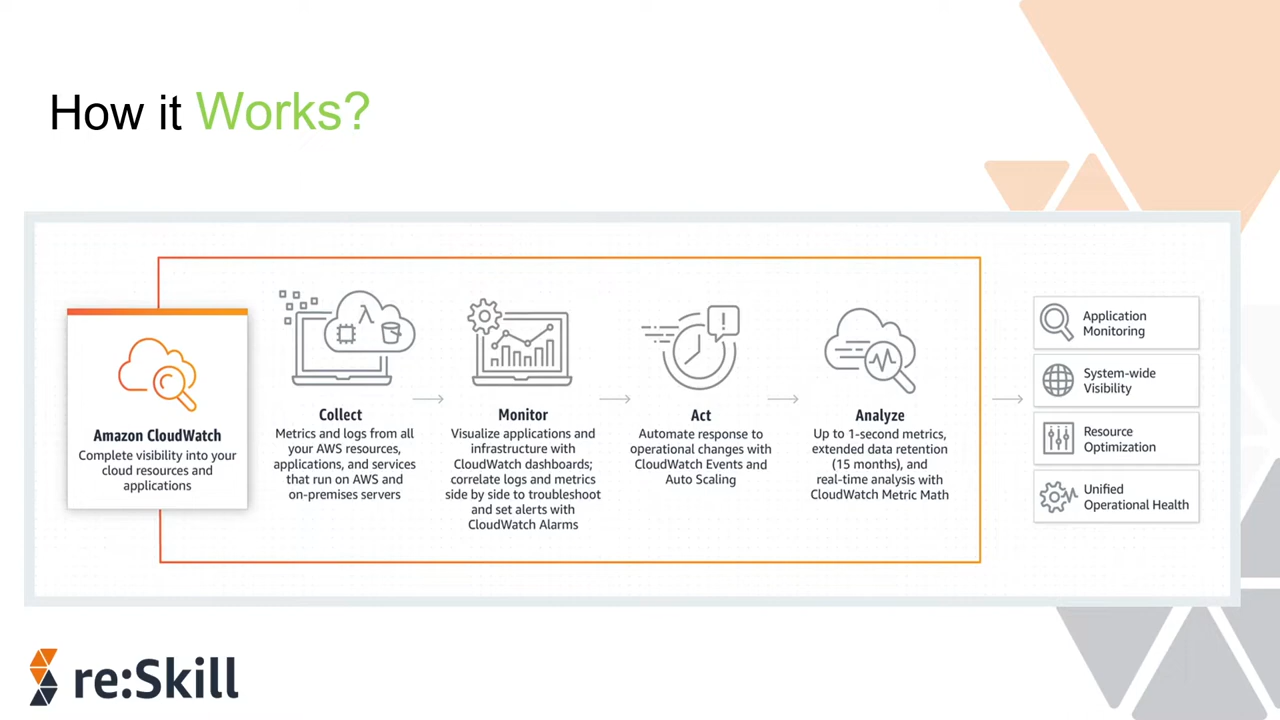 How it Works?
Amazon CloudWatch
Complete visibility into your
cloud resources and
applications
Collect
Metrics and logs from all
your AWS resources,
applications, and services
that run on AWS and
on-premises servers
Monitor
Visualize applications and
infrastructure with
CloudWatch dashboards;
correlate logs and metrics
side by side to troubleshoot
and set alerts with
CloudWatch Alarms
Act
Automate response to
operational changes with
CloudWatch Events and
Auto Scaling
Analyze
Up to 1-second metrics,
extended data retention
(15 months), and
real-time analysis with
CloudWatch Metric Math
Application
Monitoring
System-wide
Visibility
Resource
Optimization
Unified
Operational Health
re:Skill